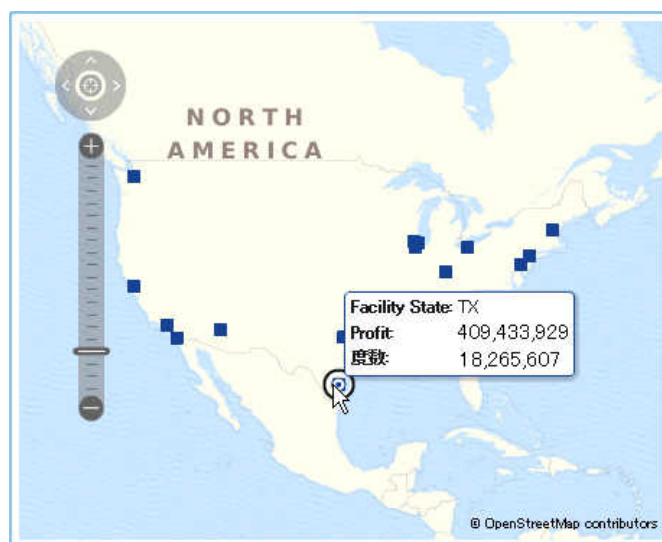 NORTH
AMERICA
Facility State: TX
Profit: 409,433,929
度数: 18,265,607
© OpenStreetMap contributors